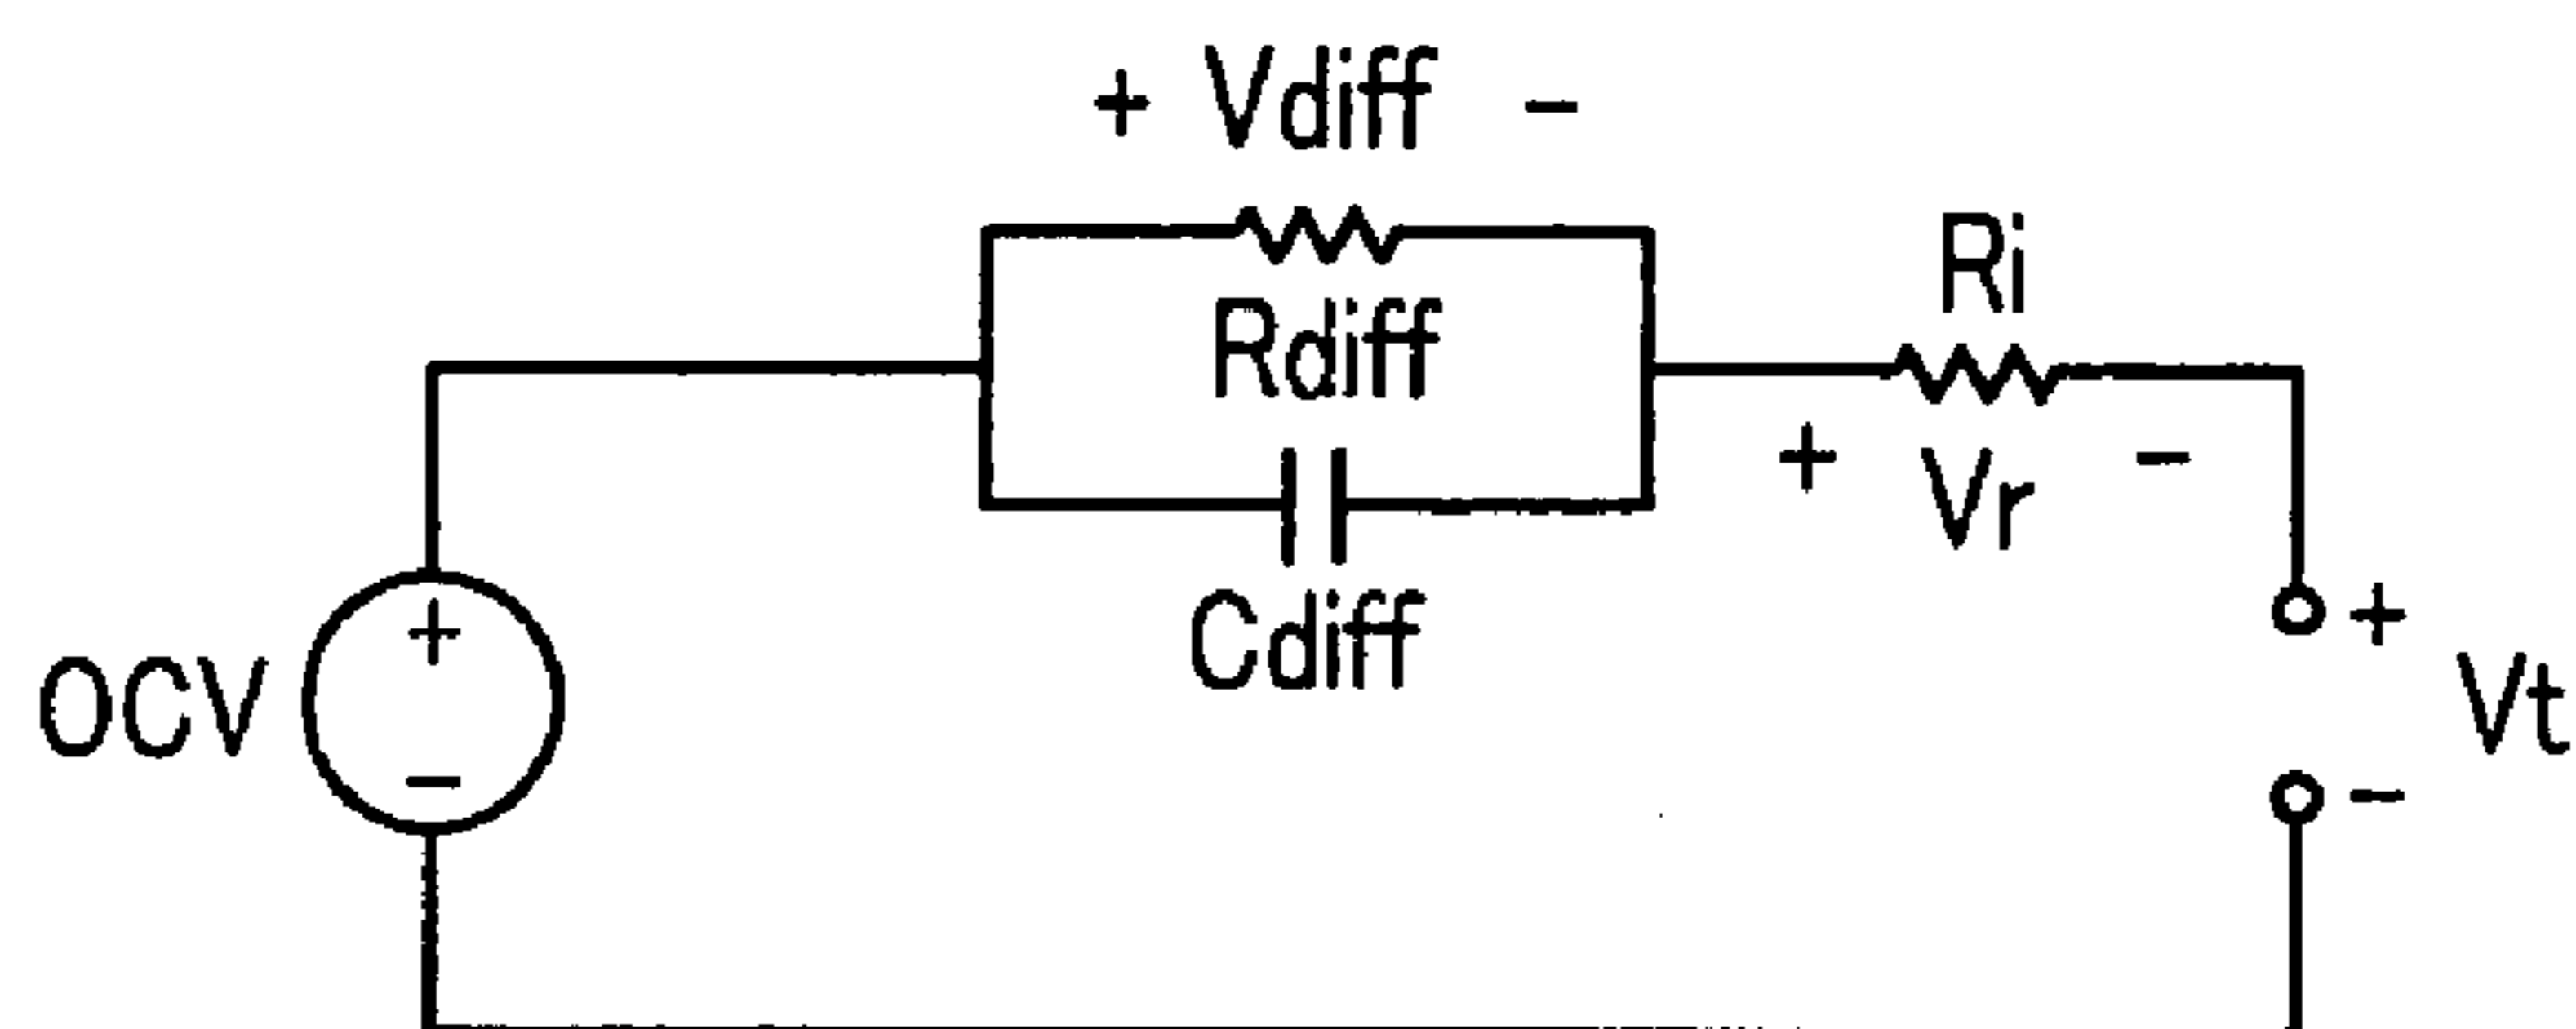 + Vdiff −
Rdiff
Cdiff
Ri
+ Vr −
OCV
+
−
+
Vt
−